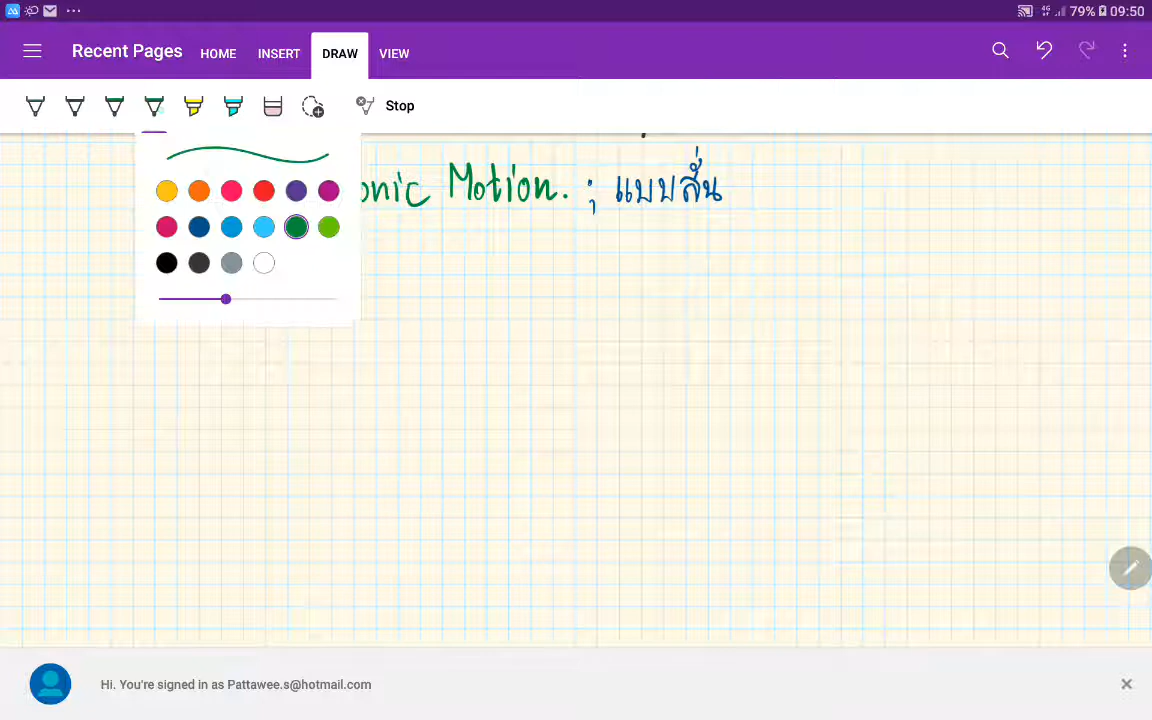 79% 09:50
Recent Pages HOME INSERT DRAW VIEW
Stop
onic Motion. ; แบบสั่น
Hi. You're signed in as Pattawee.s@hotmail.com